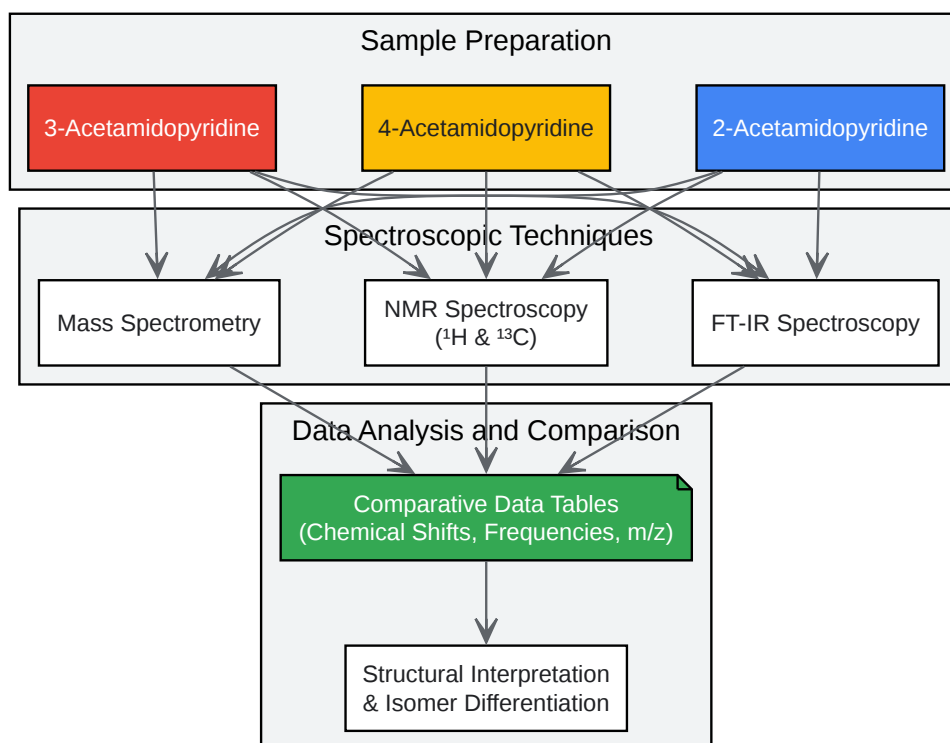 Sample Preparation
3-Acetamidopyridine
4-Acetamidopyridine
2-Acetamidopyridine
Spectroscopic Techniques
Mass Spectrometry
NMR Spectroscopy
(¹H & ¹³C)
FT-IR Spectroscopy
Data Analysis and Comparison
Comparative Data Tables
(Chemical Shifts, Frequencies, m/z)
Structural Interpretation
& Isomer Differentiation